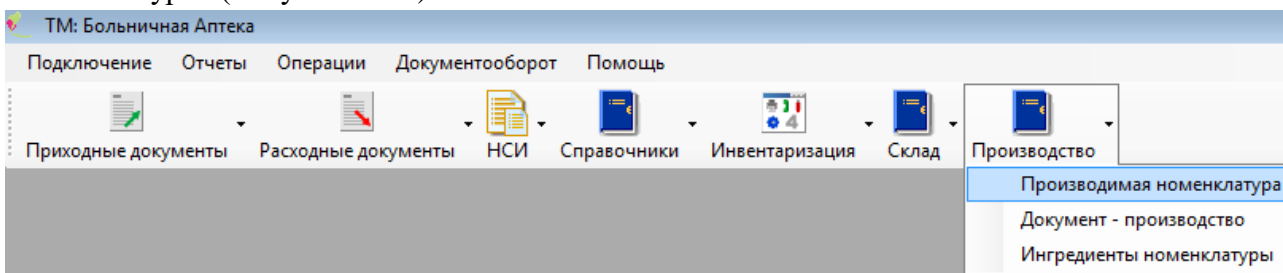 ТМ: Больничная Аптека
Подключение Отчеты Операции Документооборот Помощь
Приходные документы Расходные документы НСИ Справочники Инвентаризация Склад Производство
Производимая номенклатура
Документ - производство
Ингредиенты номенклатуры